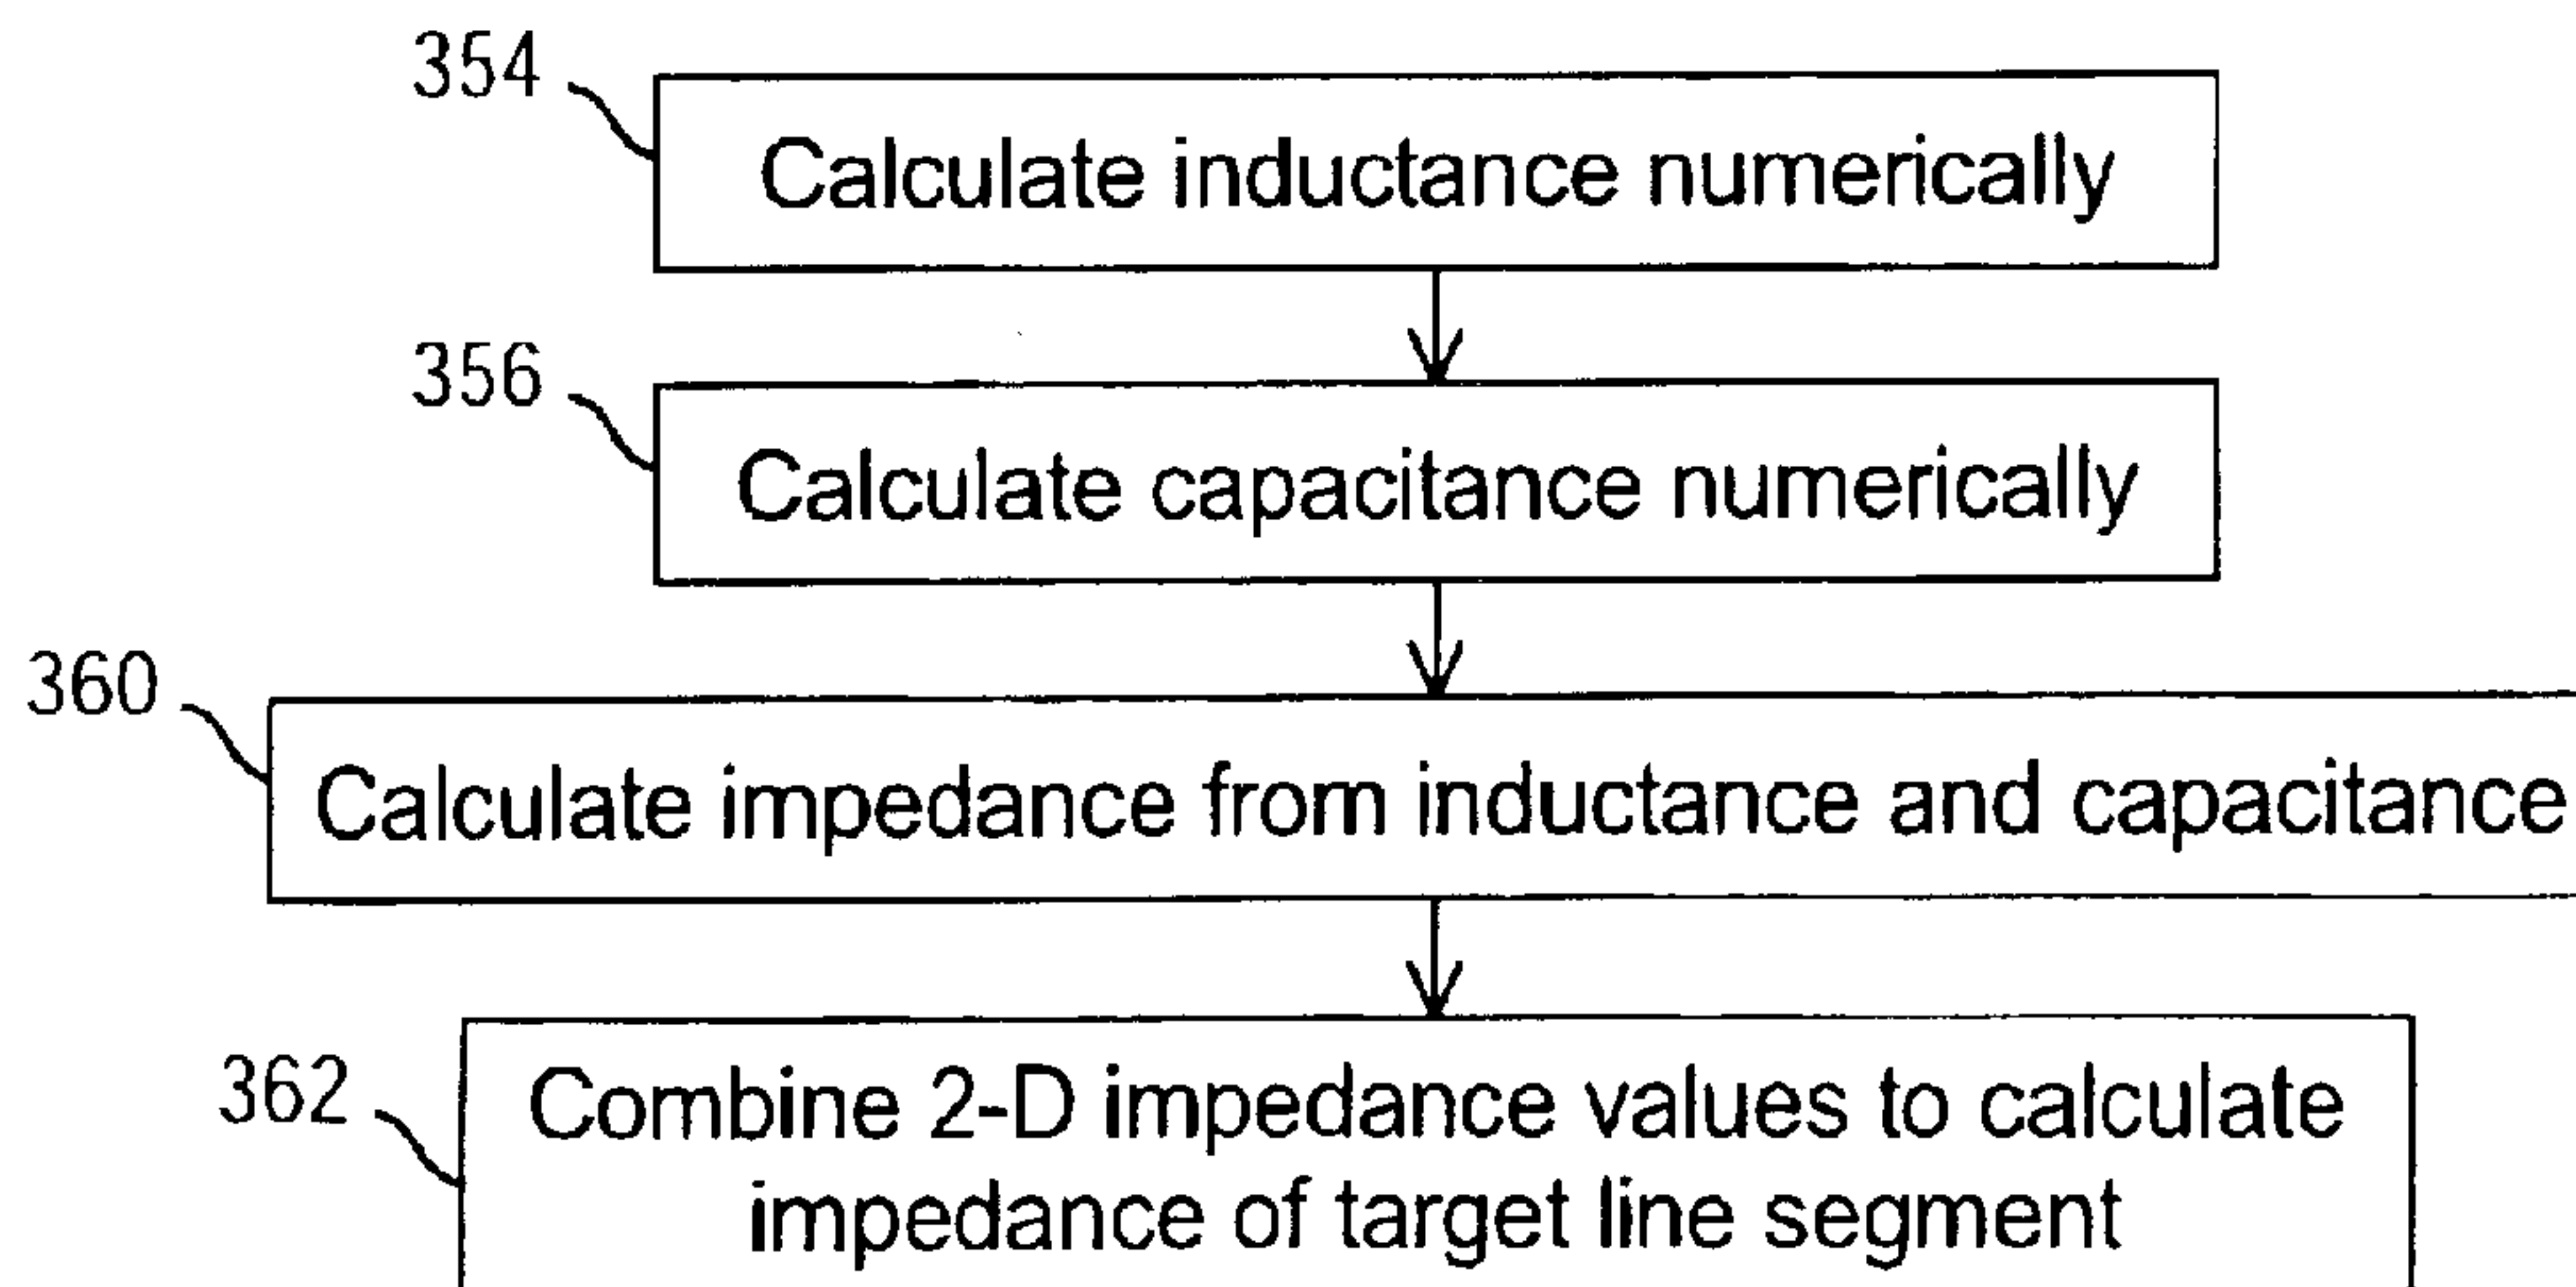 354
Calculate inductance numerically
356
Calculate capacitance numerically
360
Calculate impedance from inductance and capacitance
362
Combine 2-D impedance values to calculate
impedance of target line segment